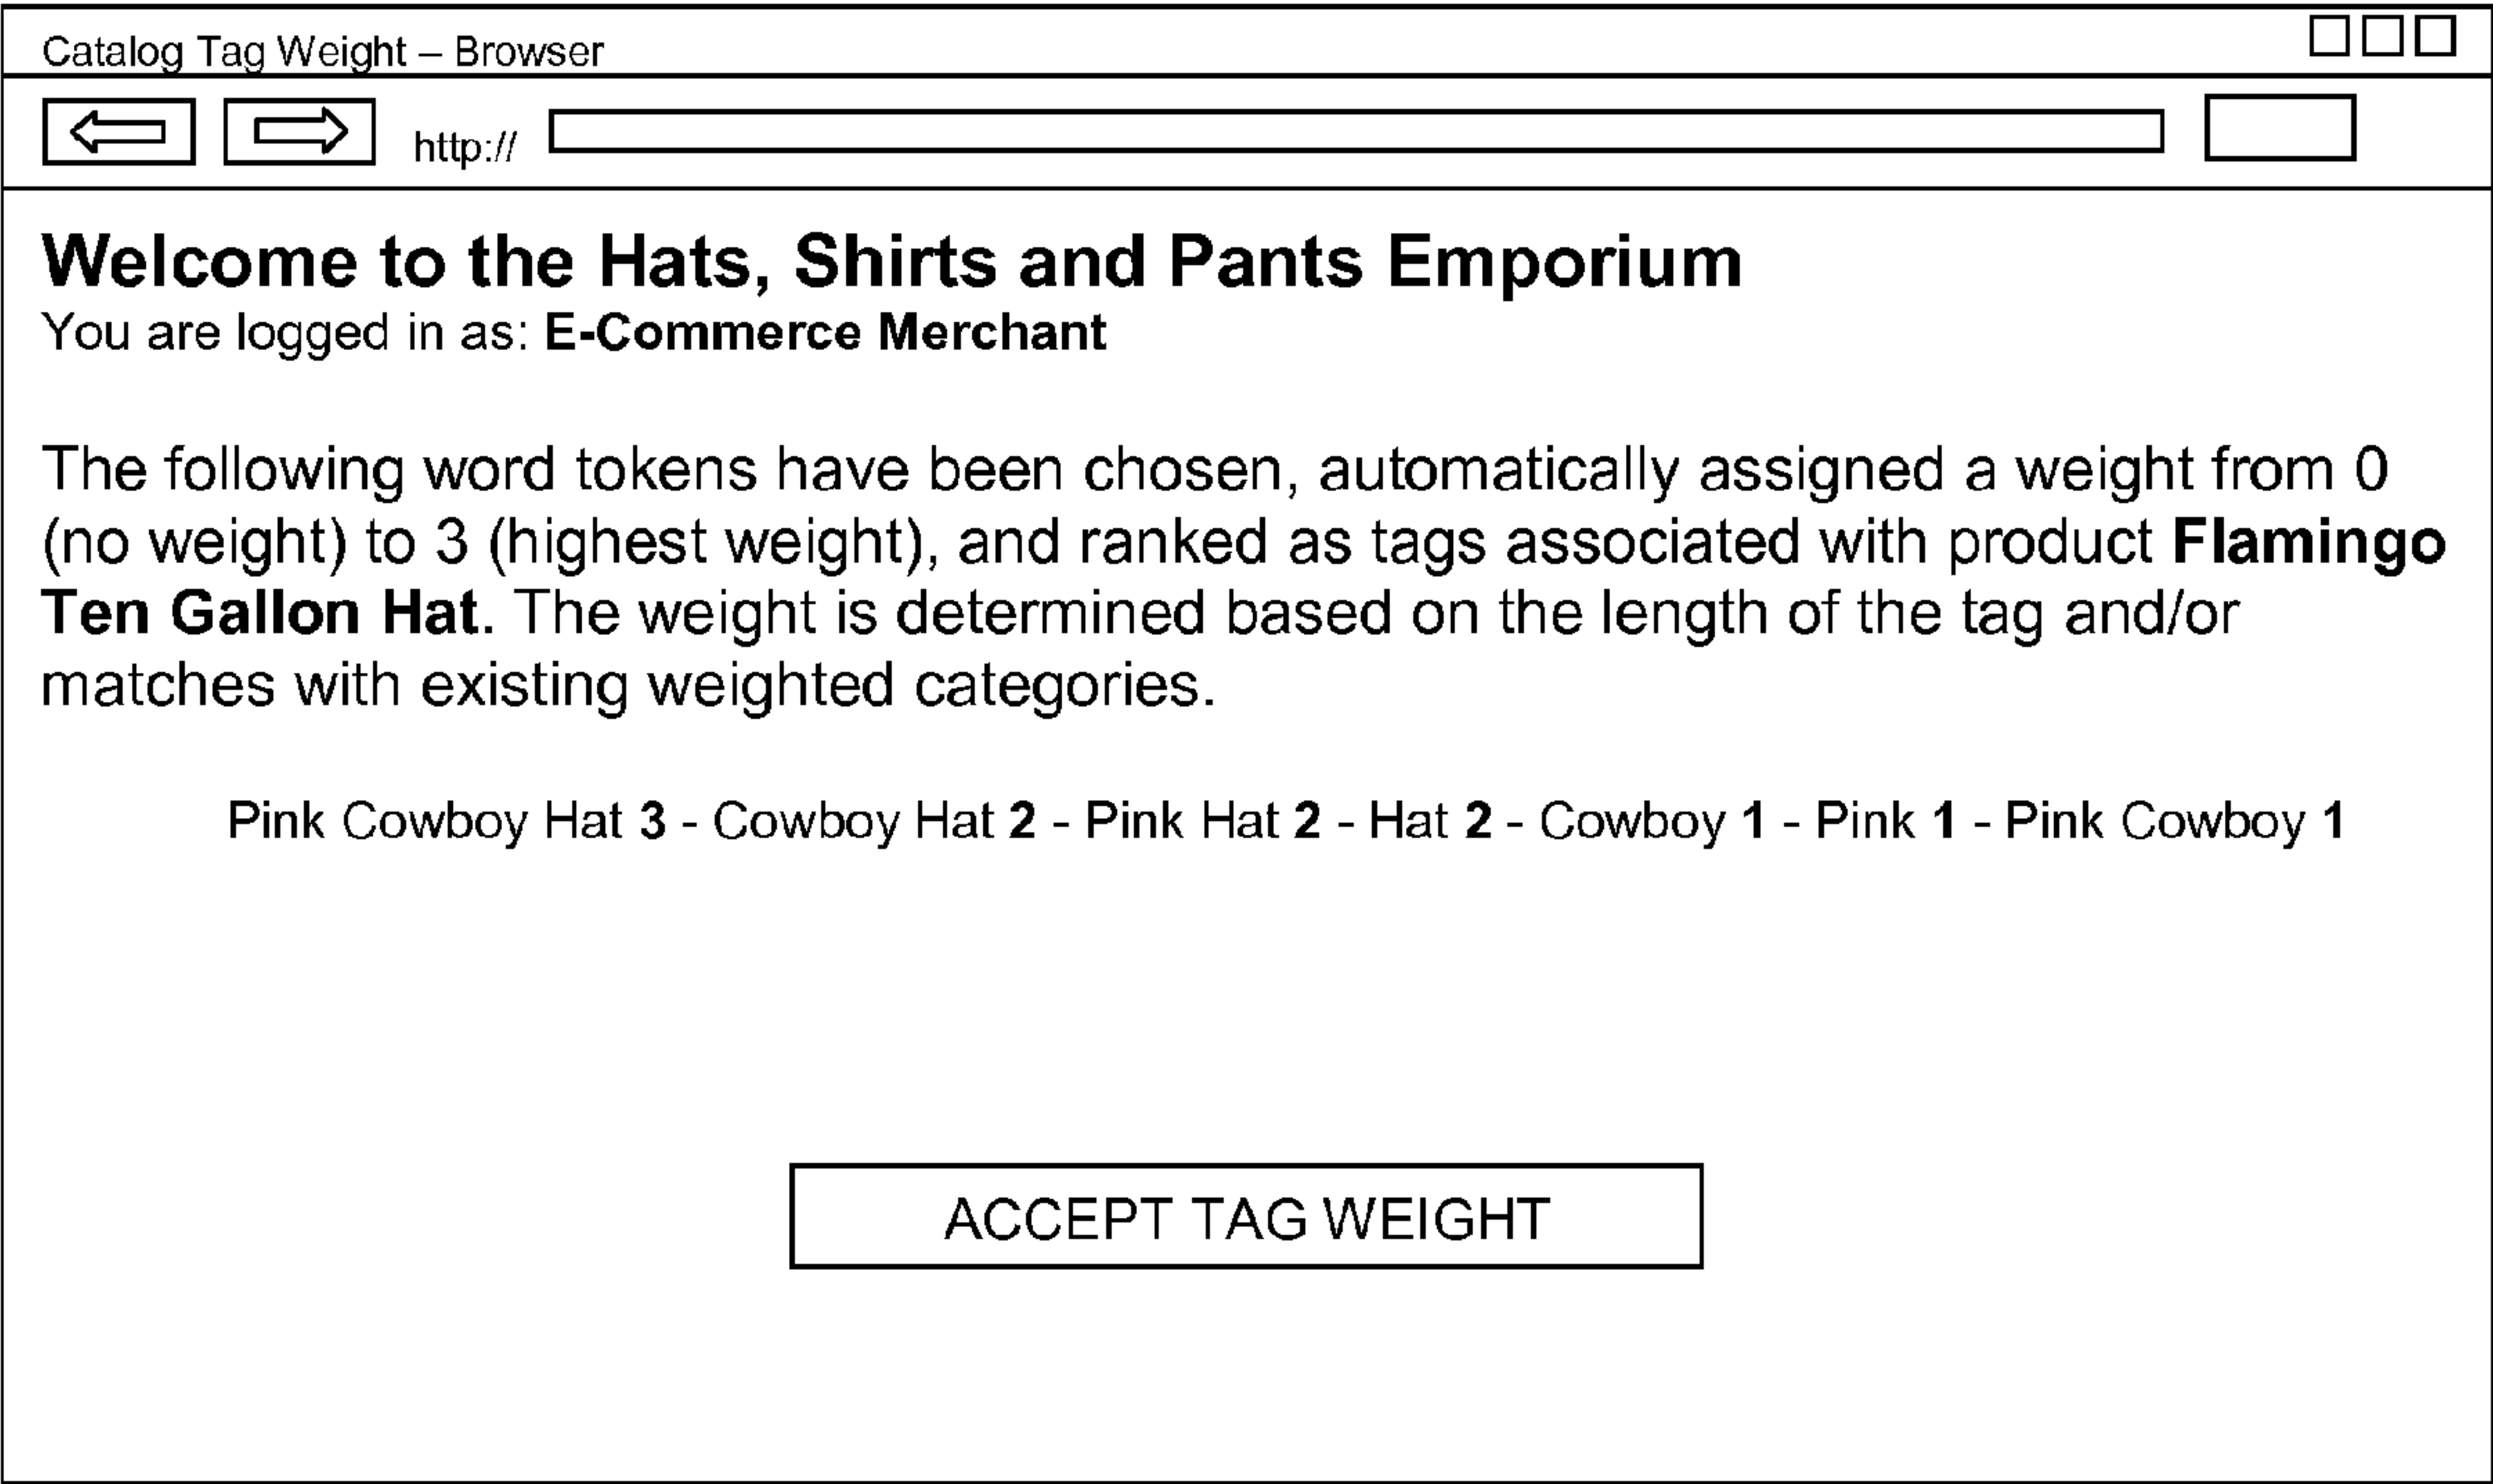 Catalog Tag Weight – Browser
http://
Welcome to the Hats, Shirts and Pants Emporium
You are logged in as: E-Commerce Merchant
The following word tokens have been chosen, automatically assigned a weight from 0
(no weight) to 3 (highest weight), and ranked as tags associated with product Flamingo
Ten Gallon Hat. The weight is determined based on the length of the tag and/or
matches with existing weighted categories.
Pink Cowboy Hat 3 - Cowboy Hat 2 - Pink Hat 2 - Hat 2 - Cowboy 1 - Pink 1 - Pink Cowboy 1
ACCEPT TAG WEIGHT